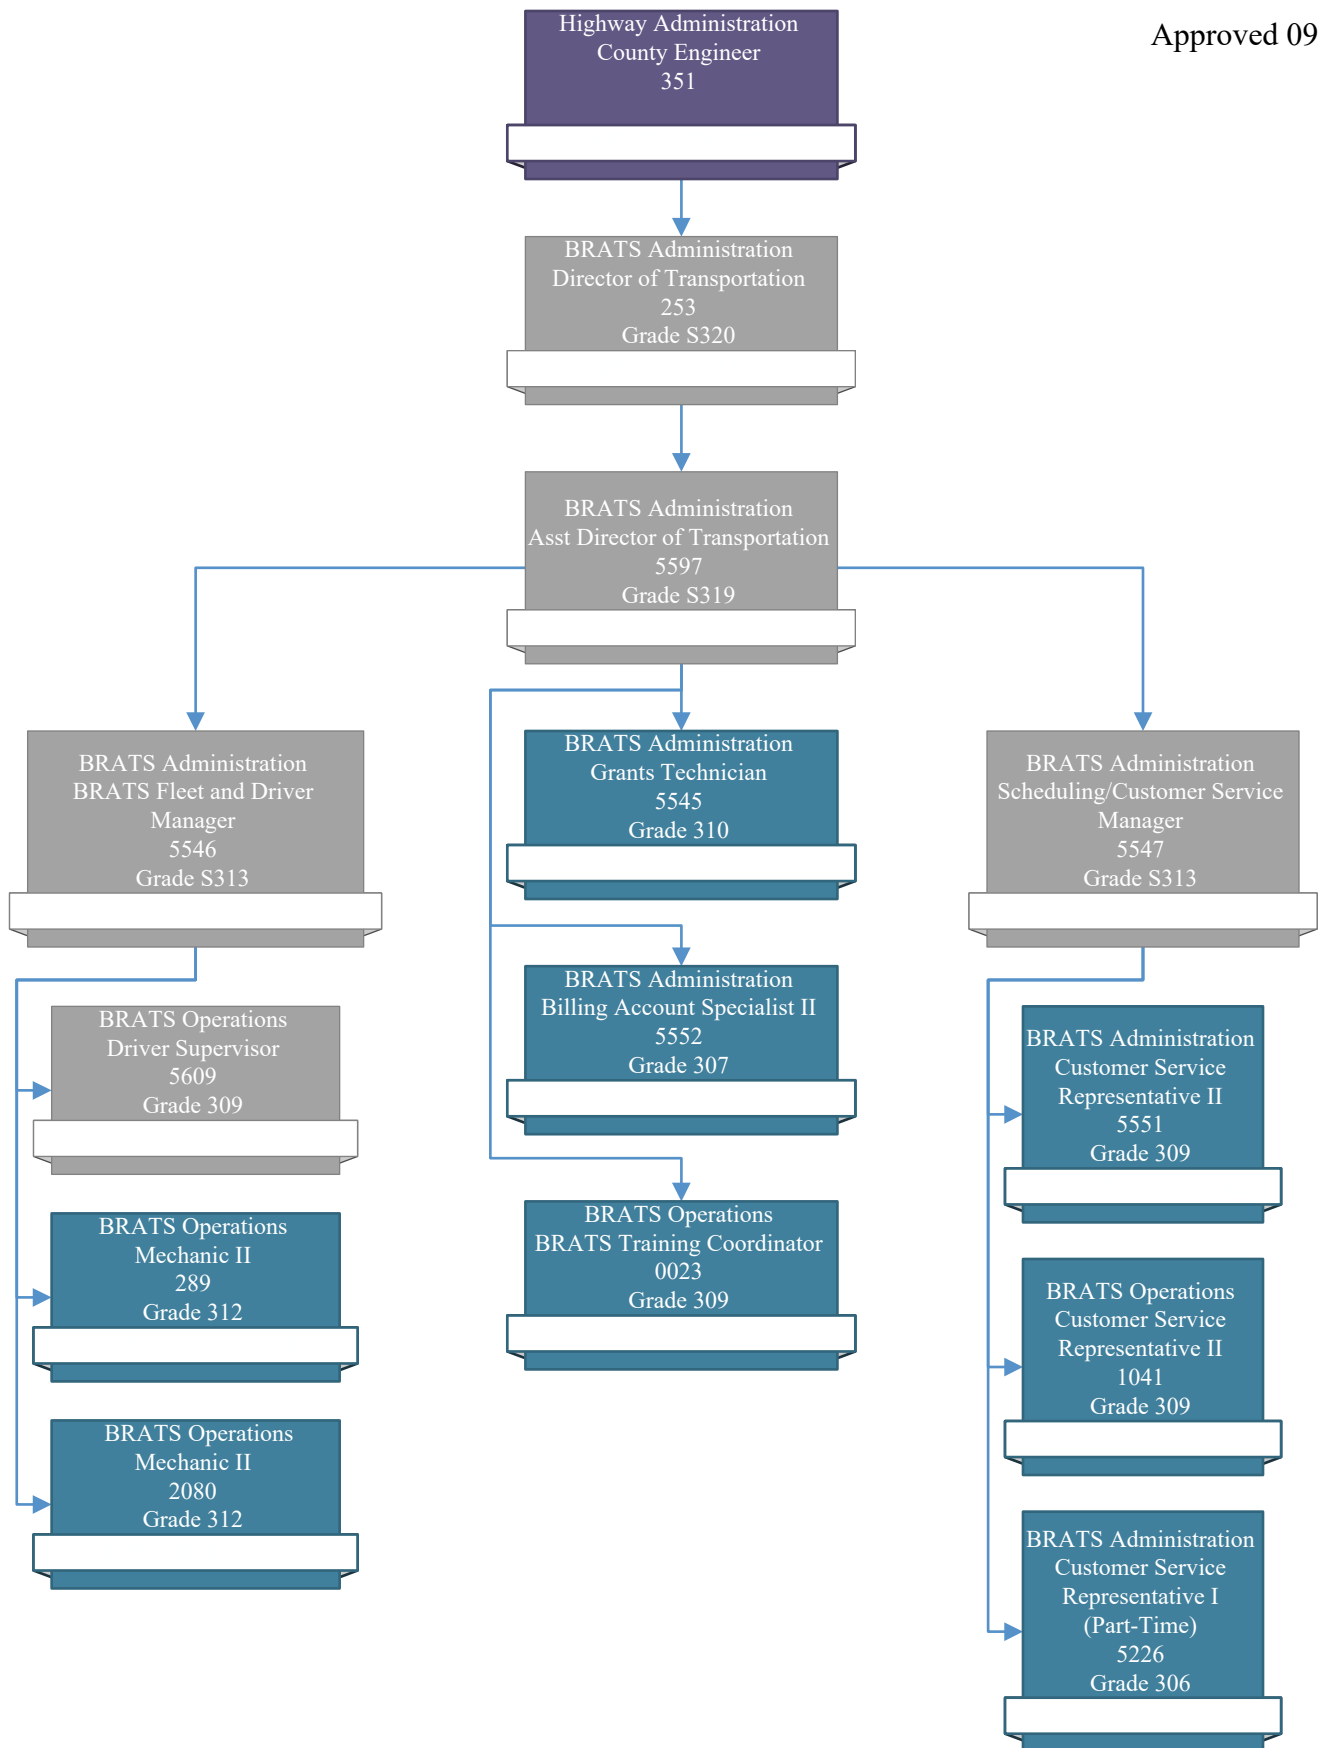 Approved 09
Highway Administration
County Engineer
351
BRATS Administration
Director of Transportation
253
Grade S320
BRATS Administration
Asst Director of Transportation
5597
Grade S319
BRATS Administration
BRATS Fleet and Driver
Manager
5546
Grade S313
BRATS Operations
Driver Supervisor
5609
Grade 309
BRATS Operations
Mechanic II
289
Grade 312
BRATS Operations
Mechanic II
2080
Grade 312
BRATS Administration
Grants Technician
5545
Grade 310
BRATS Administration
Billing Account Specialist II
5552
Grade 307
BRATS Operations
BRATS Training Coordinator
0023
Grade 309
BRATS Administration
Scheduling/Customer Service
Manager
5547
Grade S313
BRATS Administration
Customer Service
Representative II
5551
Grade 309
BRATS Operations
Customer Service
Representative II
1041
Grade 309
BRATS Administration
Customer Service
Representative I
(Part-Time)
5226
Grade 306